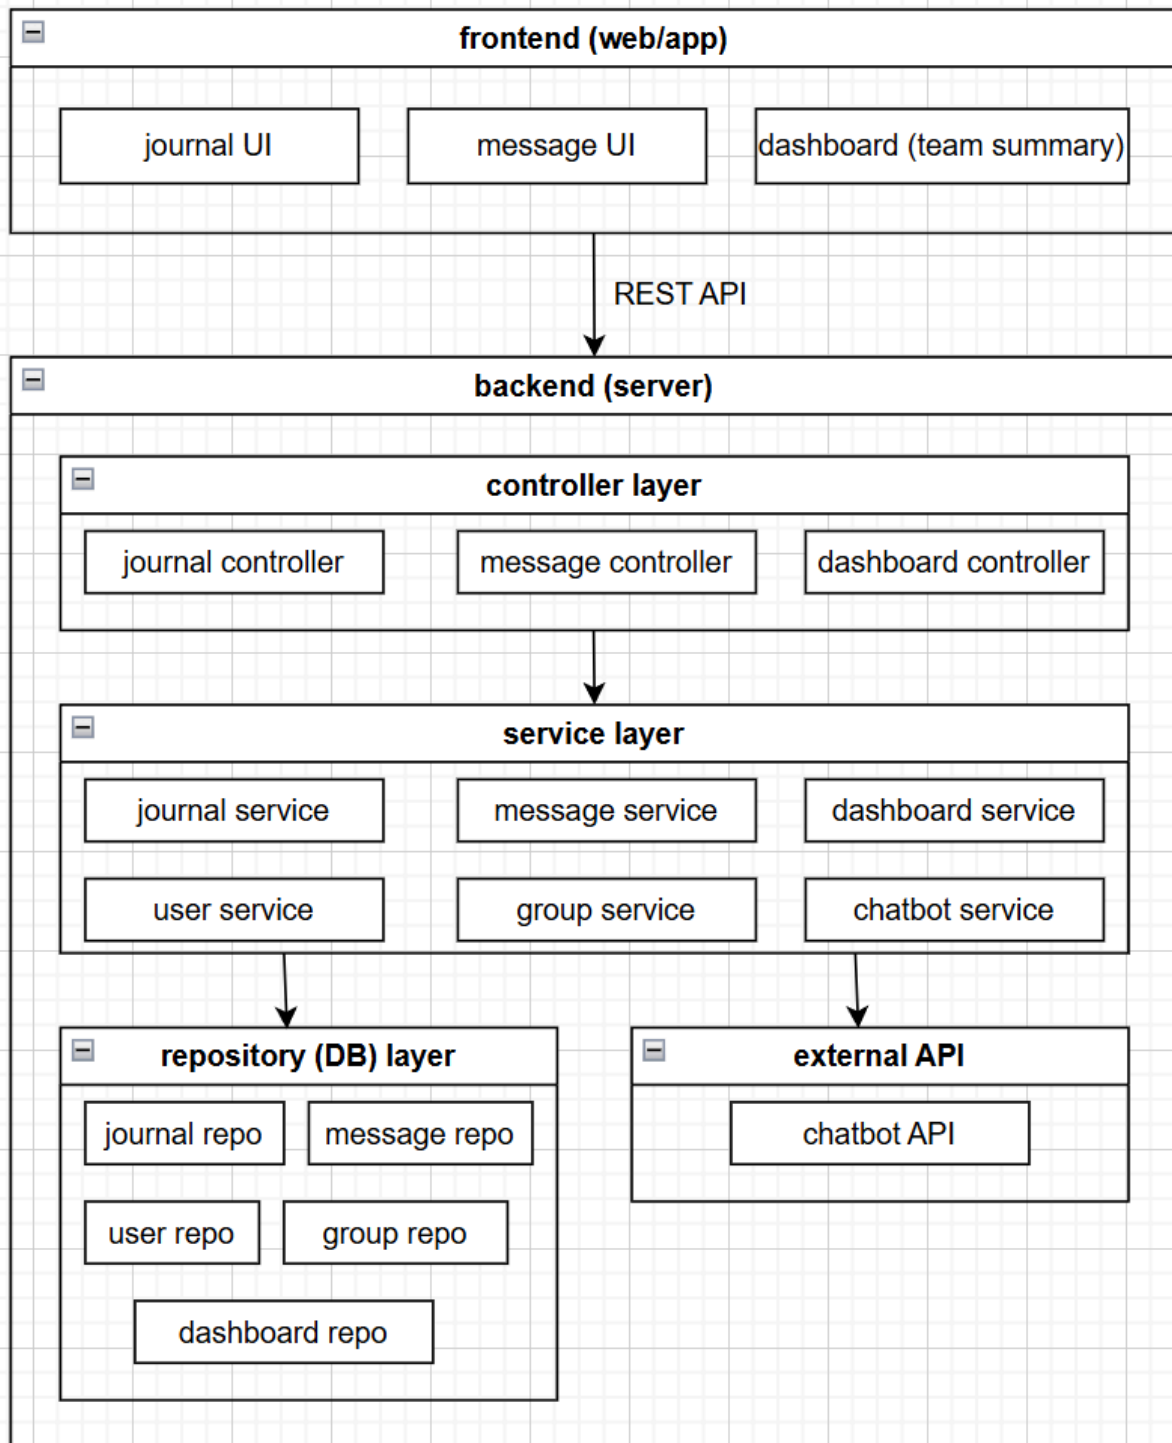 frontend (web/app)
journal UI
message UI
dashboard (team summary)
REST API
backend (server)
controller layer
journal controller
message controller
dashboard controller
service layer
journal service
message service
dashboard service
user service
group service
chatbot service
repository (DB) layer
journal repo
message repo
user repo
group repo
dashboard repo
external API
chatbot API